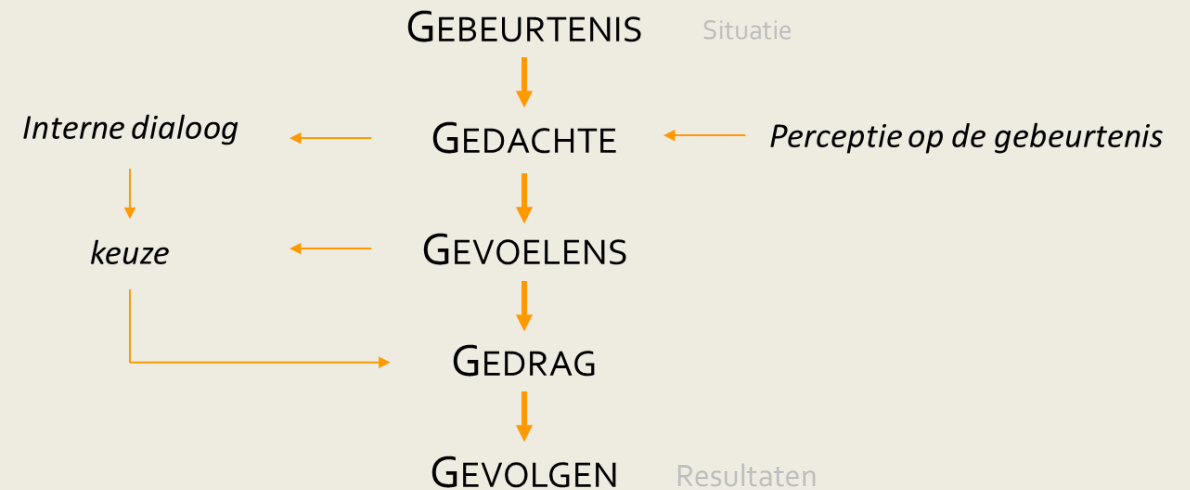 GEBEURTENIS Situatie
Interne dialoog GEDACHTE Perceptie op de gebeurtenis
keuze GEVOELENS
GEDRAG
GEVOLGEN Resultaten